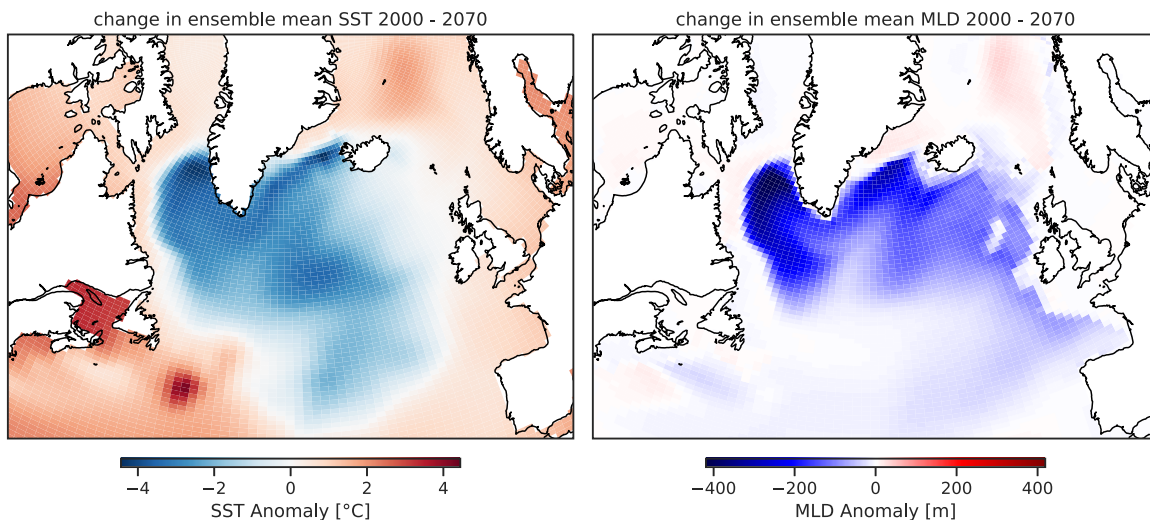 change in ensemble mean SST 2000 - 2070
change in ensemble mean MLD 2000 - 2070
−4 −2 0 2 4
SST Anomaly [°C]
−400 −200 0 200 400
MLD Anomaly [m]